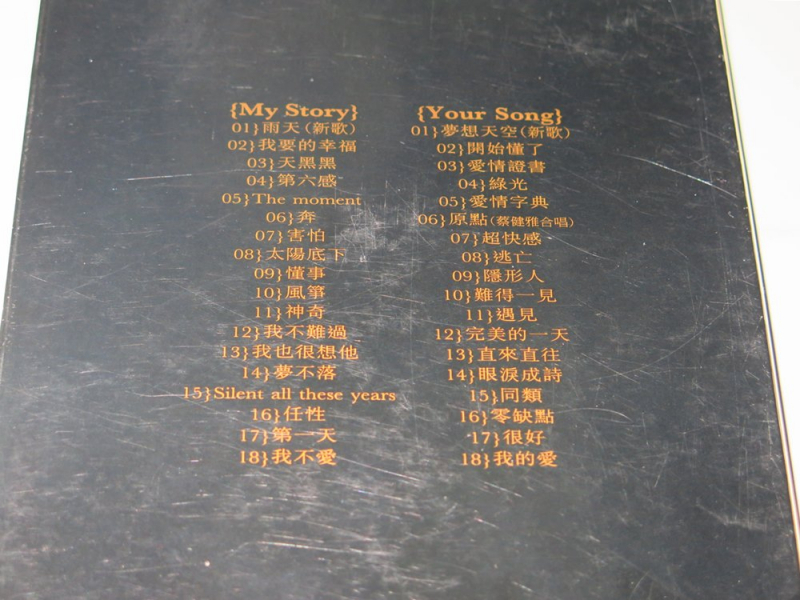 {My Story}
01}雨天(新歌)
02}我要的幸福
03}天黑黑
04}第六感
05}The moment
06}奔
07}害怕
08}太陽底下
09}懂事
10}風箏
11}神奇
12}我不難過
13}我也很想他
14}夢不落
15}Silent all these years
16}任性
17}第一天
18}我不愛
{Your Song}
01}夢想天空(新歌)
02}開始懂了
03}愛情證書
04}綠光
05}愛情字典
06}原點(蔡健雅合唱)
07}超快感
08}逃亡
09}隱形人
10}難得一見
11}遇見
12}完美的一天
13}直來直往
14}眼淚成詩
15}同類
16}零缺點
17}很好
18}我的愛